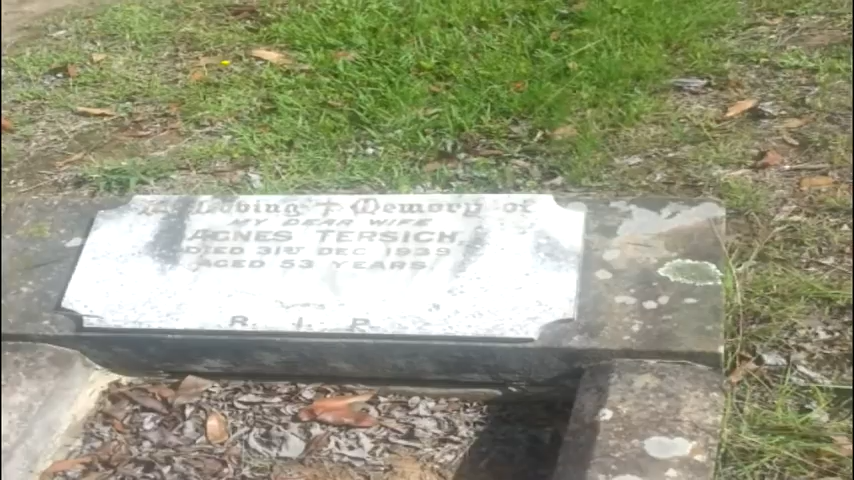 In Loving Memory of
MY DEAR WIFE
AGNES TERSICH,
DIED 31ST DEC 1939
AGED 53 YEARS.
R. I. P.